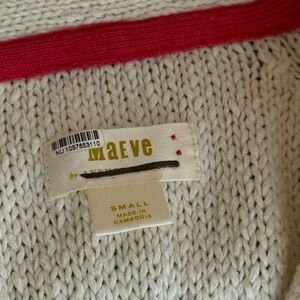 NU 1057853110
MaEve
by
SMALL
MADE IN
CAMBODIA